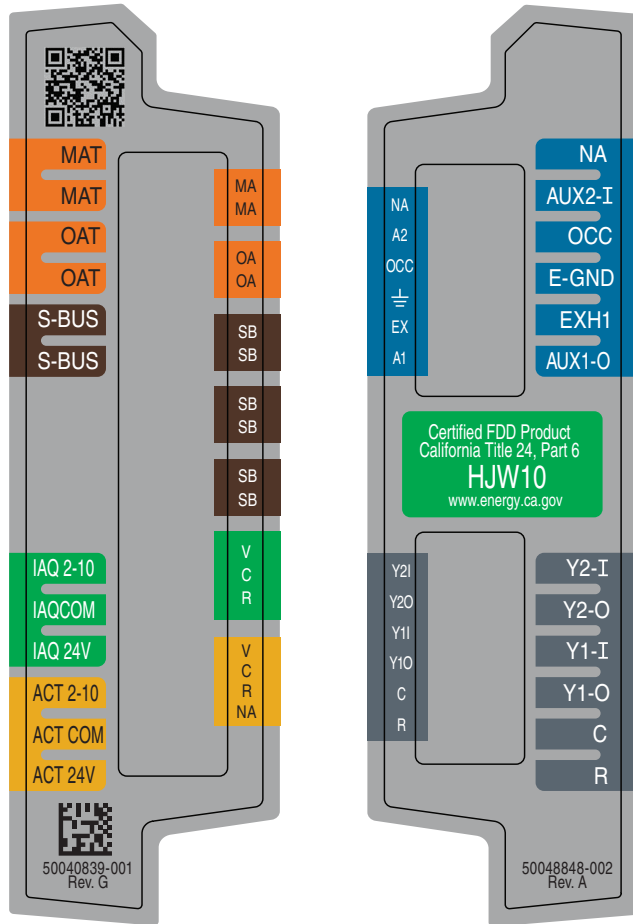 MAT
MAT
OAT
OAT
S-BUS
S-BUS
IAQ 2-10
IAQCOM
IAQ 24V
ACT 2-10
ACT COM
ACT 24V
50040839-001
Rev. G
MA
MA
OA
OA
SB
SB
SB
SB
SB
SB
V
C
R
V
C
R
NA
NA
A2
OCC
EX
A1
NA
AUX2-I
OCC
E-GND
EXH1
AUX1-O
Certified FDD Product
California Title 24, Part 6
HJW10
www.energy.ca.gov
Y2I
Y2O
Y1I
Y1O
C
R
Y2-I
Y2-O
Y1-I
Y1-O
C
R
50048848-002
Rev. A